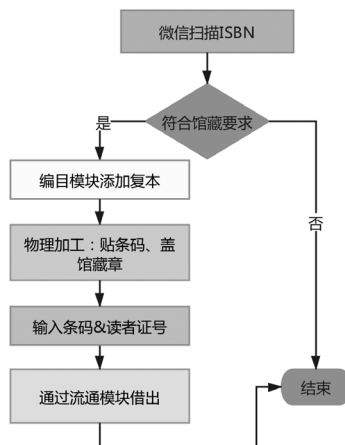 微信扫描ISBN
符合馆藏要求
是
否
编目模块添加复本
物理加工：贴条码、盖
馆藏章
输入条码&读者证号
通过流通模块借出
结束